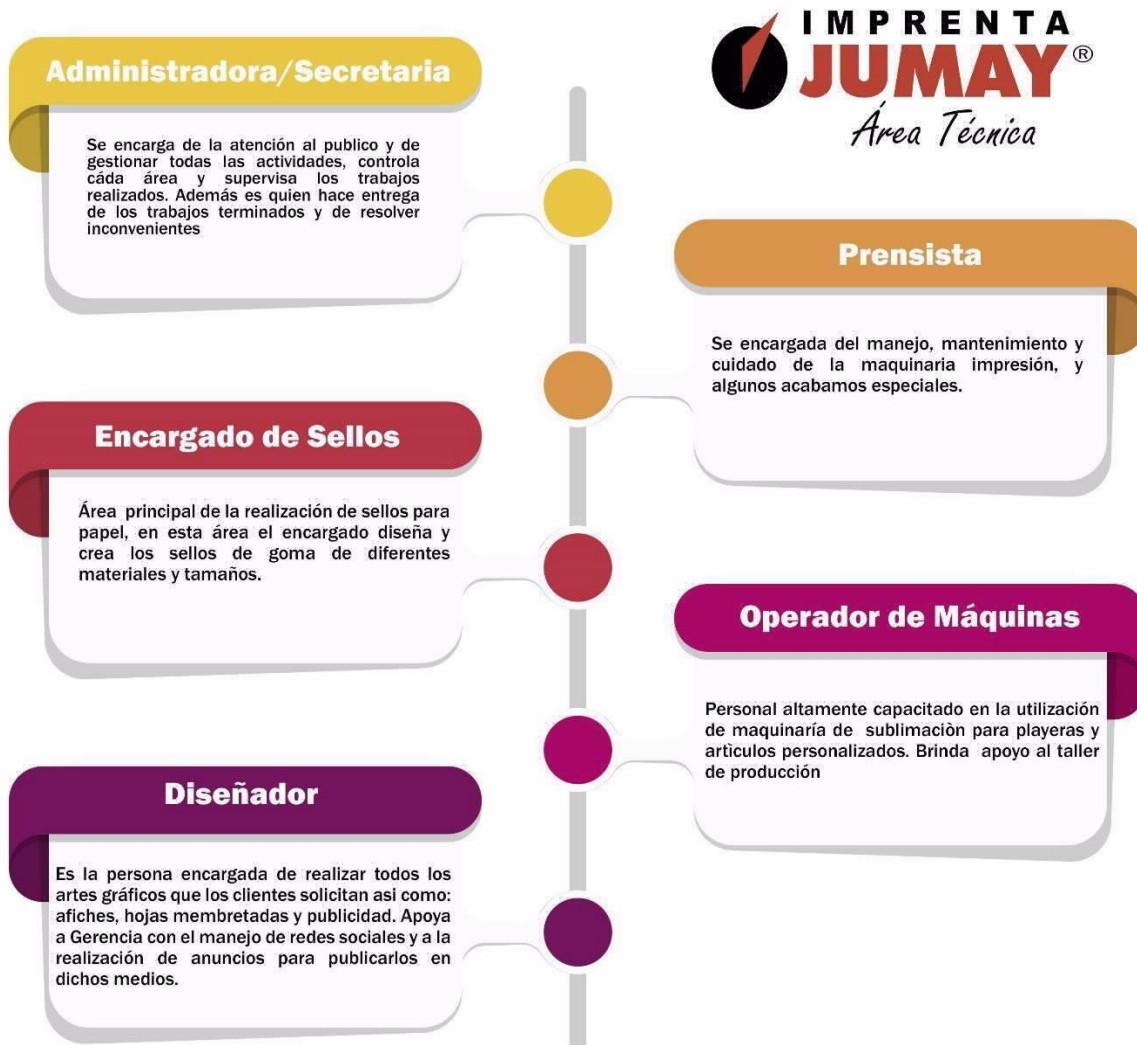 IMPRENTA
JUMAY®
Área Técnica
Administradora/Secretaria
Se encarga de la atención al publico y de
gestionar todas las actividades, controla
cáda área y supervisa los trabajos
realizados. Además es quien hace entrega
de los trabajos terminados y de resolver
inconvenientes
Prensista
Se encargada del manejo, mantenimiento y
cuidado de la maquinaria impresión, y
algunos acabamos especiales.
Encargado de Sellos
Área principal de la realización de sellos para
papel, en esta área el encargado diseña y
crea los sellos de goma de diferentes
materiales y tamaños.
Operador de Máquinas
Personal altamente capacitado en la utilización
de maquinaría de sublimaciòn para playeras y
artìculos personalizados. Brinda apoyo al taller
de producción
Diseñador
Es la persona encargada de realizar todos los
artes gráficos que los clientes solicitan asi como:
afiches, hojas membretadas y publicidad. Apoya
a Gerencia con el manejo de redes sociales y a la
realización de anuncios para publicarlos en
dichos medios.